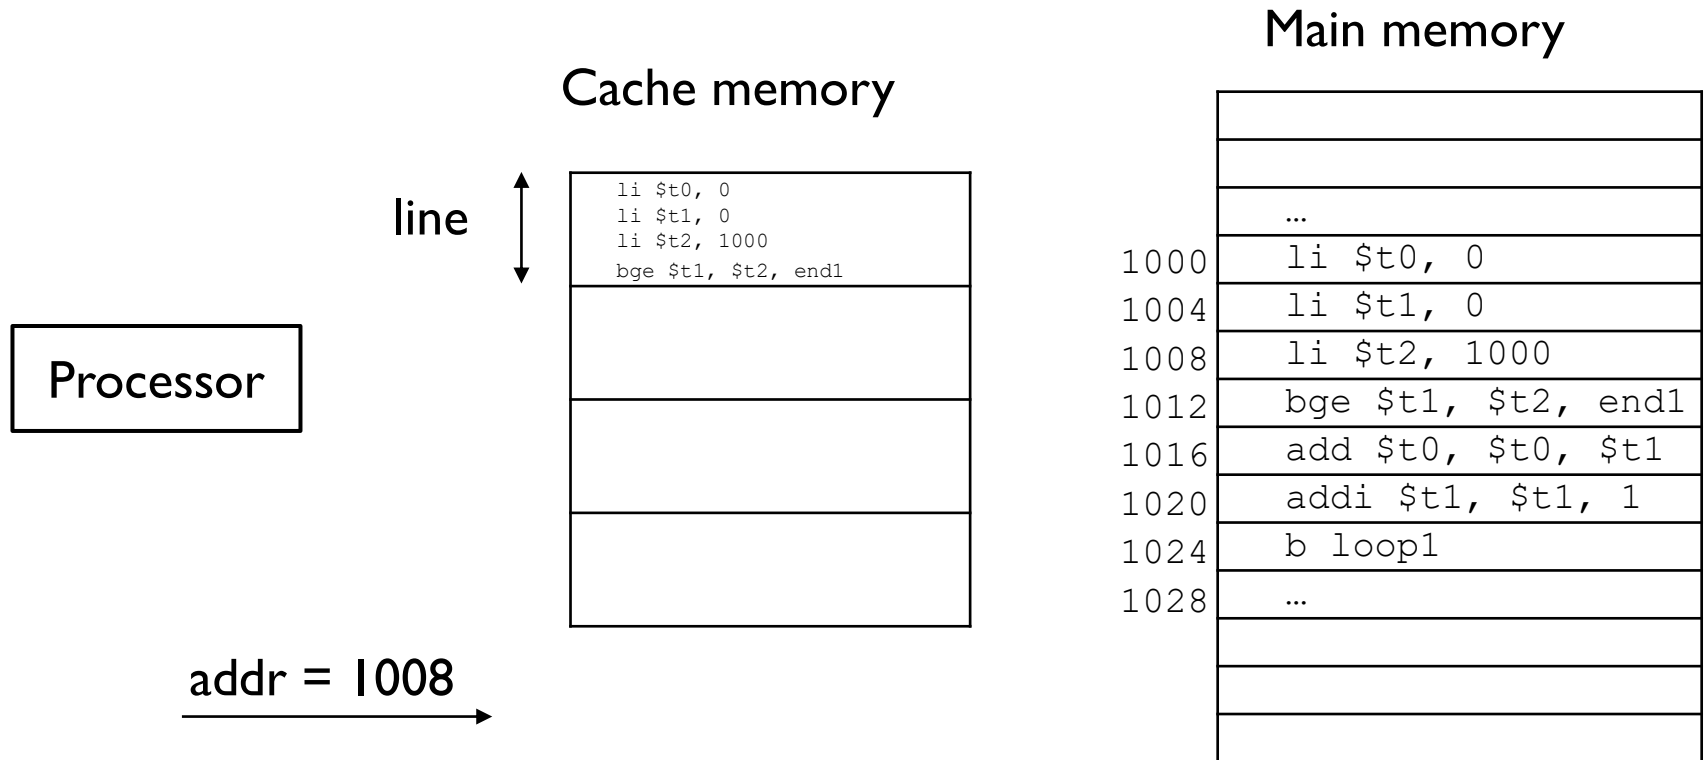 Main memory
Cache memory
line
li $t0, 0
li $t1, 0
li $t2, 1000
bge $t1, $t2, end1
Processor
addr = 1008
…
1000 li $t0, 0
1004 li $t1, 0
1008 li $t2, 1000
1012 bge $t1, $t2, end1
1016 add $t0, $t0, $t1
1020 addi $t1, $t1, 1
1024 b loop1
1028 …